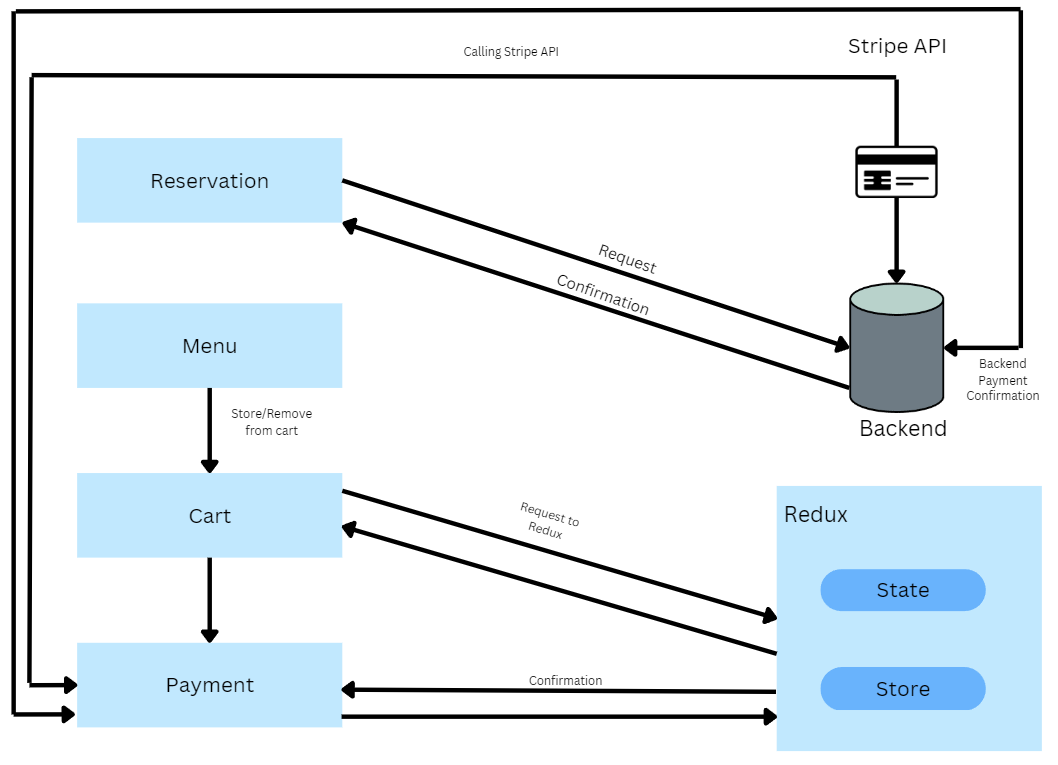 Stripe API
Calling Stripe API
Reservation
Request
Confirmation
Menu
Backend
Payment
Confirmation
Store/Remove
from cart
Backend
Cart
Request to
Redux
Redux
State
Payment
Confirmation
Store